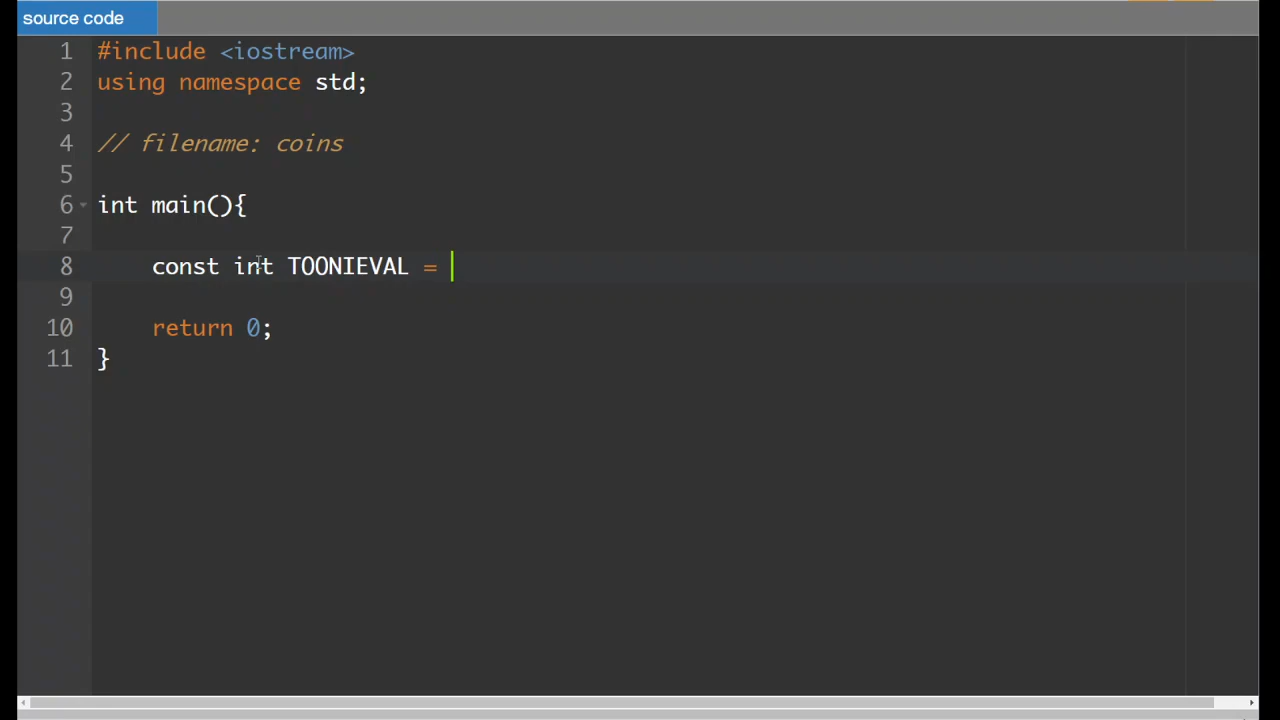 source code
1 #include <iostream>
2 using namespace std;
3
4 // filename: coins
5
6 int main(){
7
8 const int TOONIEVAL =
9
10 return 0;
11 }